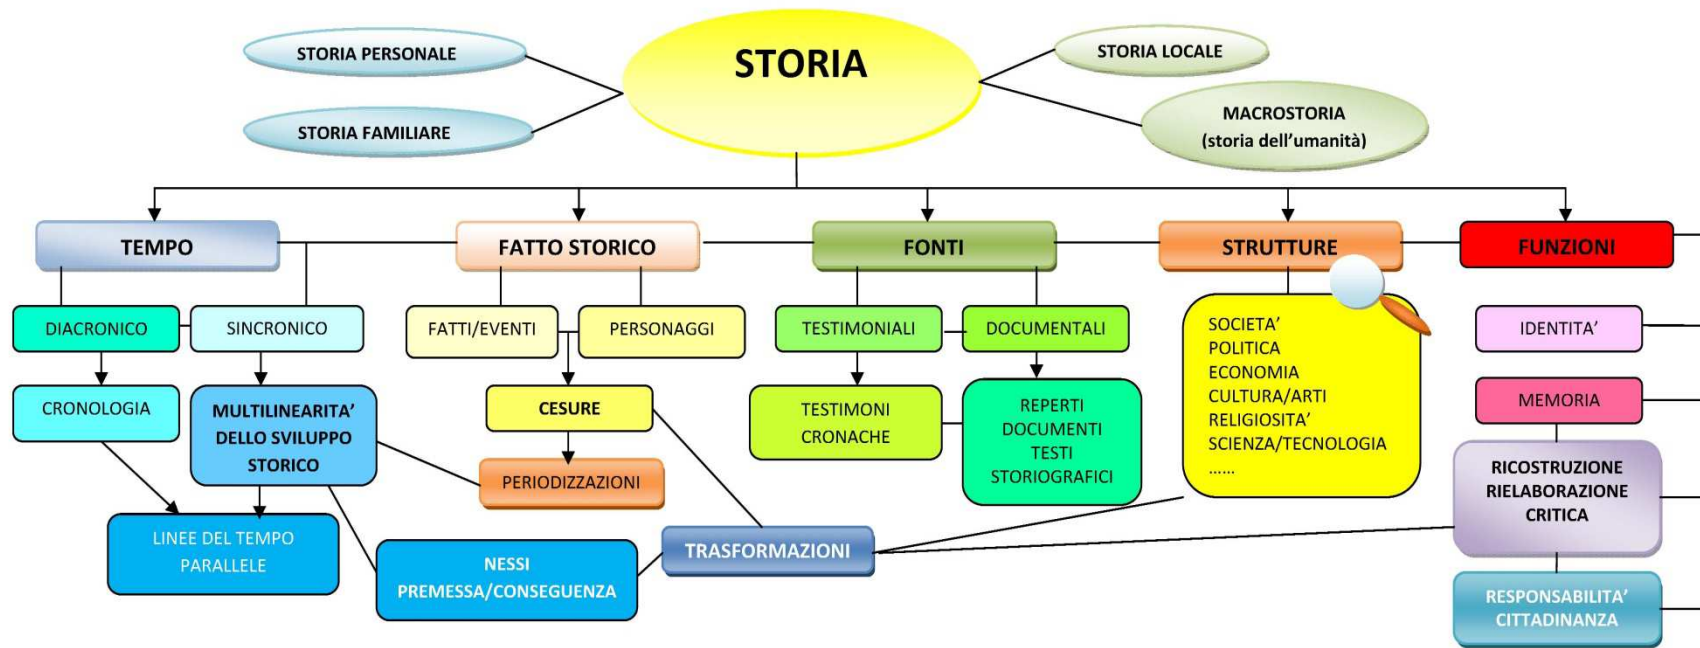 STORIA
STORIA PERSONALE
STORIA LOCALE
STORIA FAMILIARE
MACROSTORIA
(storia dell’umanità)
TEMPO
FATTO STORICO
FONTI
STRUTTURE
FUNZIONI
DIACRONICO
SINCRONICO
FATTI/EVENTI
PERSONAGGI
TESTIMONIALI
DOCUMENTALI
SOCIETA’
POLITICA
ECONOMIA
CULTURA/ARTI
RELIGIOSITA’
SCIENZA/TECNOLOGIA
……
IDENTITA’
CRONOLOGIA
MULTILINEARITA’
DELLO SVILUPPO
STORICO
CESURE
TESTIMONI
CRONACHE
REPERTI
DOCUMENTI
TESTI
STORIOGRAFICI
MEMORIA
PERIODIZZAZIONI
RICOSTRUZIONE
RIELABORAZIONE
CRITICA
LINEE DEL TEMPO
PARALLELE
NESSI
PREMESSA/CONSEGUENZA
TRASFORMAZIONI
RESPONSABILITA’
CITTADINANZA